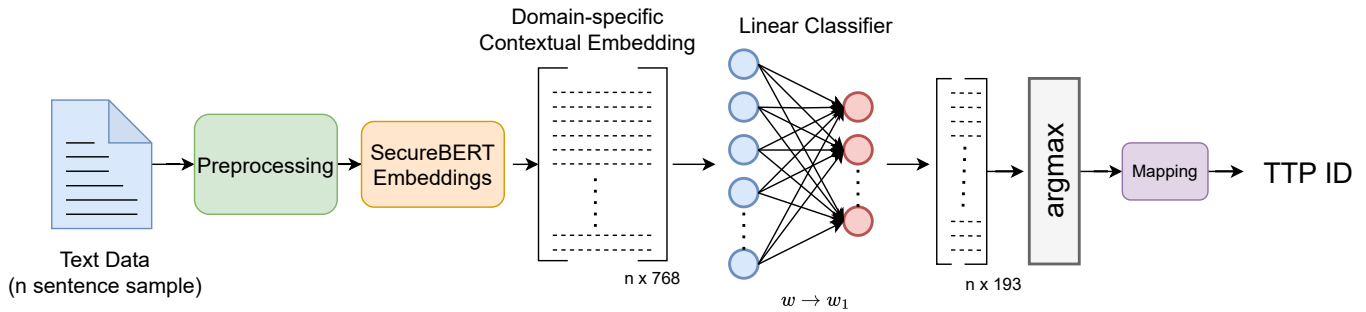 Domain-specific
Contextual Embedding
Linear Classifier
Preprocessing
SecureBERT
Embeddings
argmax
Mapping
TTP ID
Text Data
(n sentence sample)
n x 768
w → w₁
n x 193